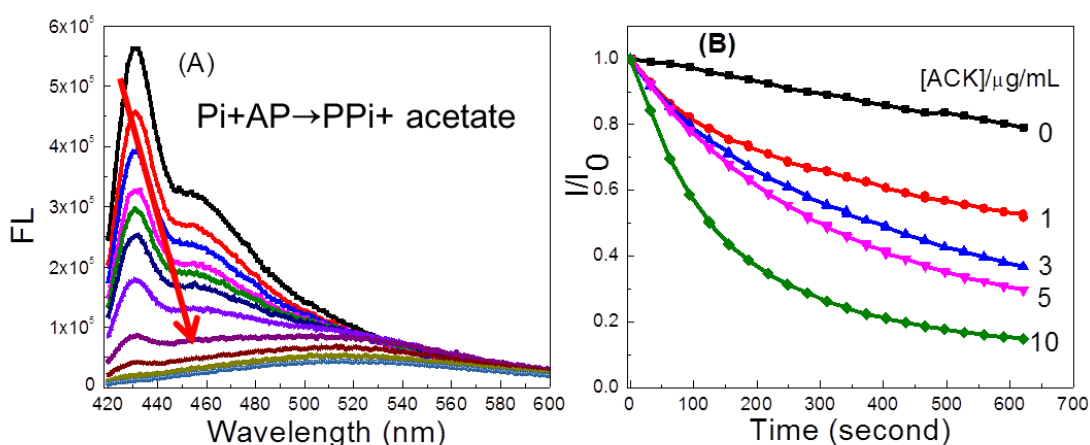 (A)
Pi+AP→PPi+ acetate
6x10⁵
5x10⁵
4x10⁵
3x10⁵
2x10⁵
1x10⁵
0
FL
420 440 460 480 500 520 540 560 580 600
Wavelength (nm)
(B)
[ACK]/μg/mL
0
1
3
5
10
1.0
0.8
0.6
0.4
0.2
0.0
I/I₀
0 100 200 300 400 500 600 700
Time (second)